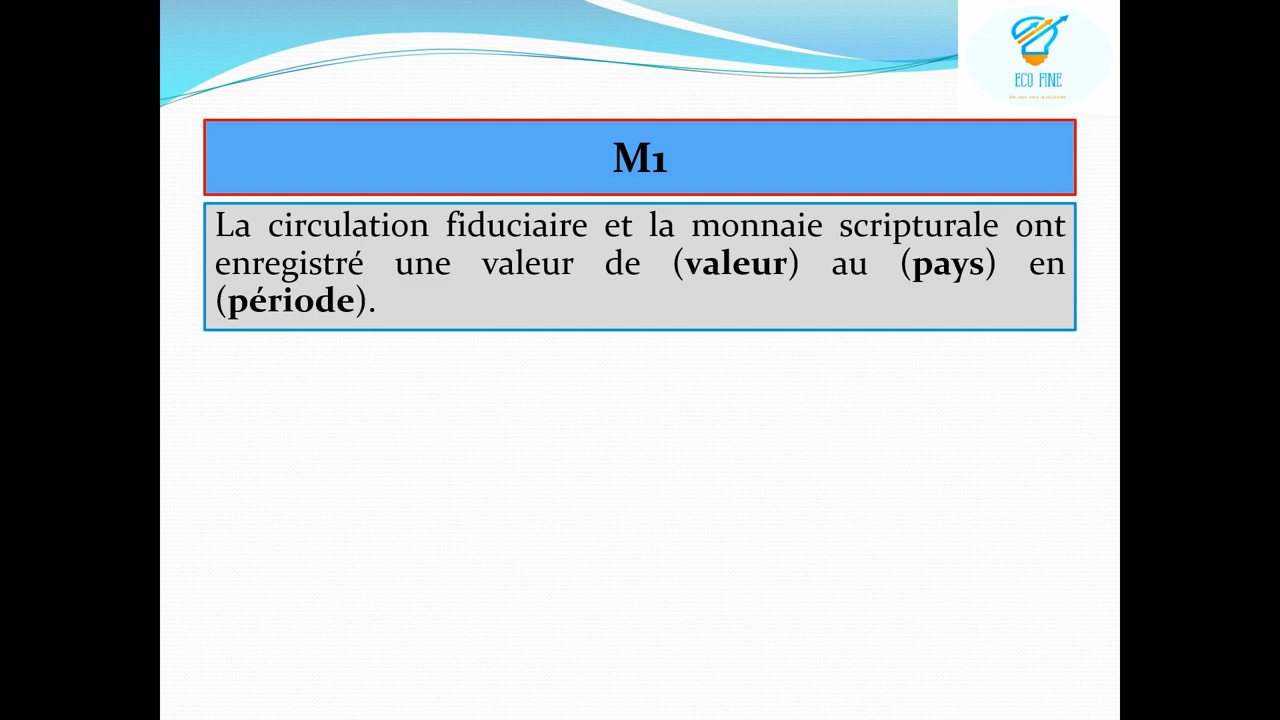 ECO FINE
M1
La circulation fiduciaire et la monnaie scripturale ont
enregistré une valeur de (valeur) au (pays) en
(période).